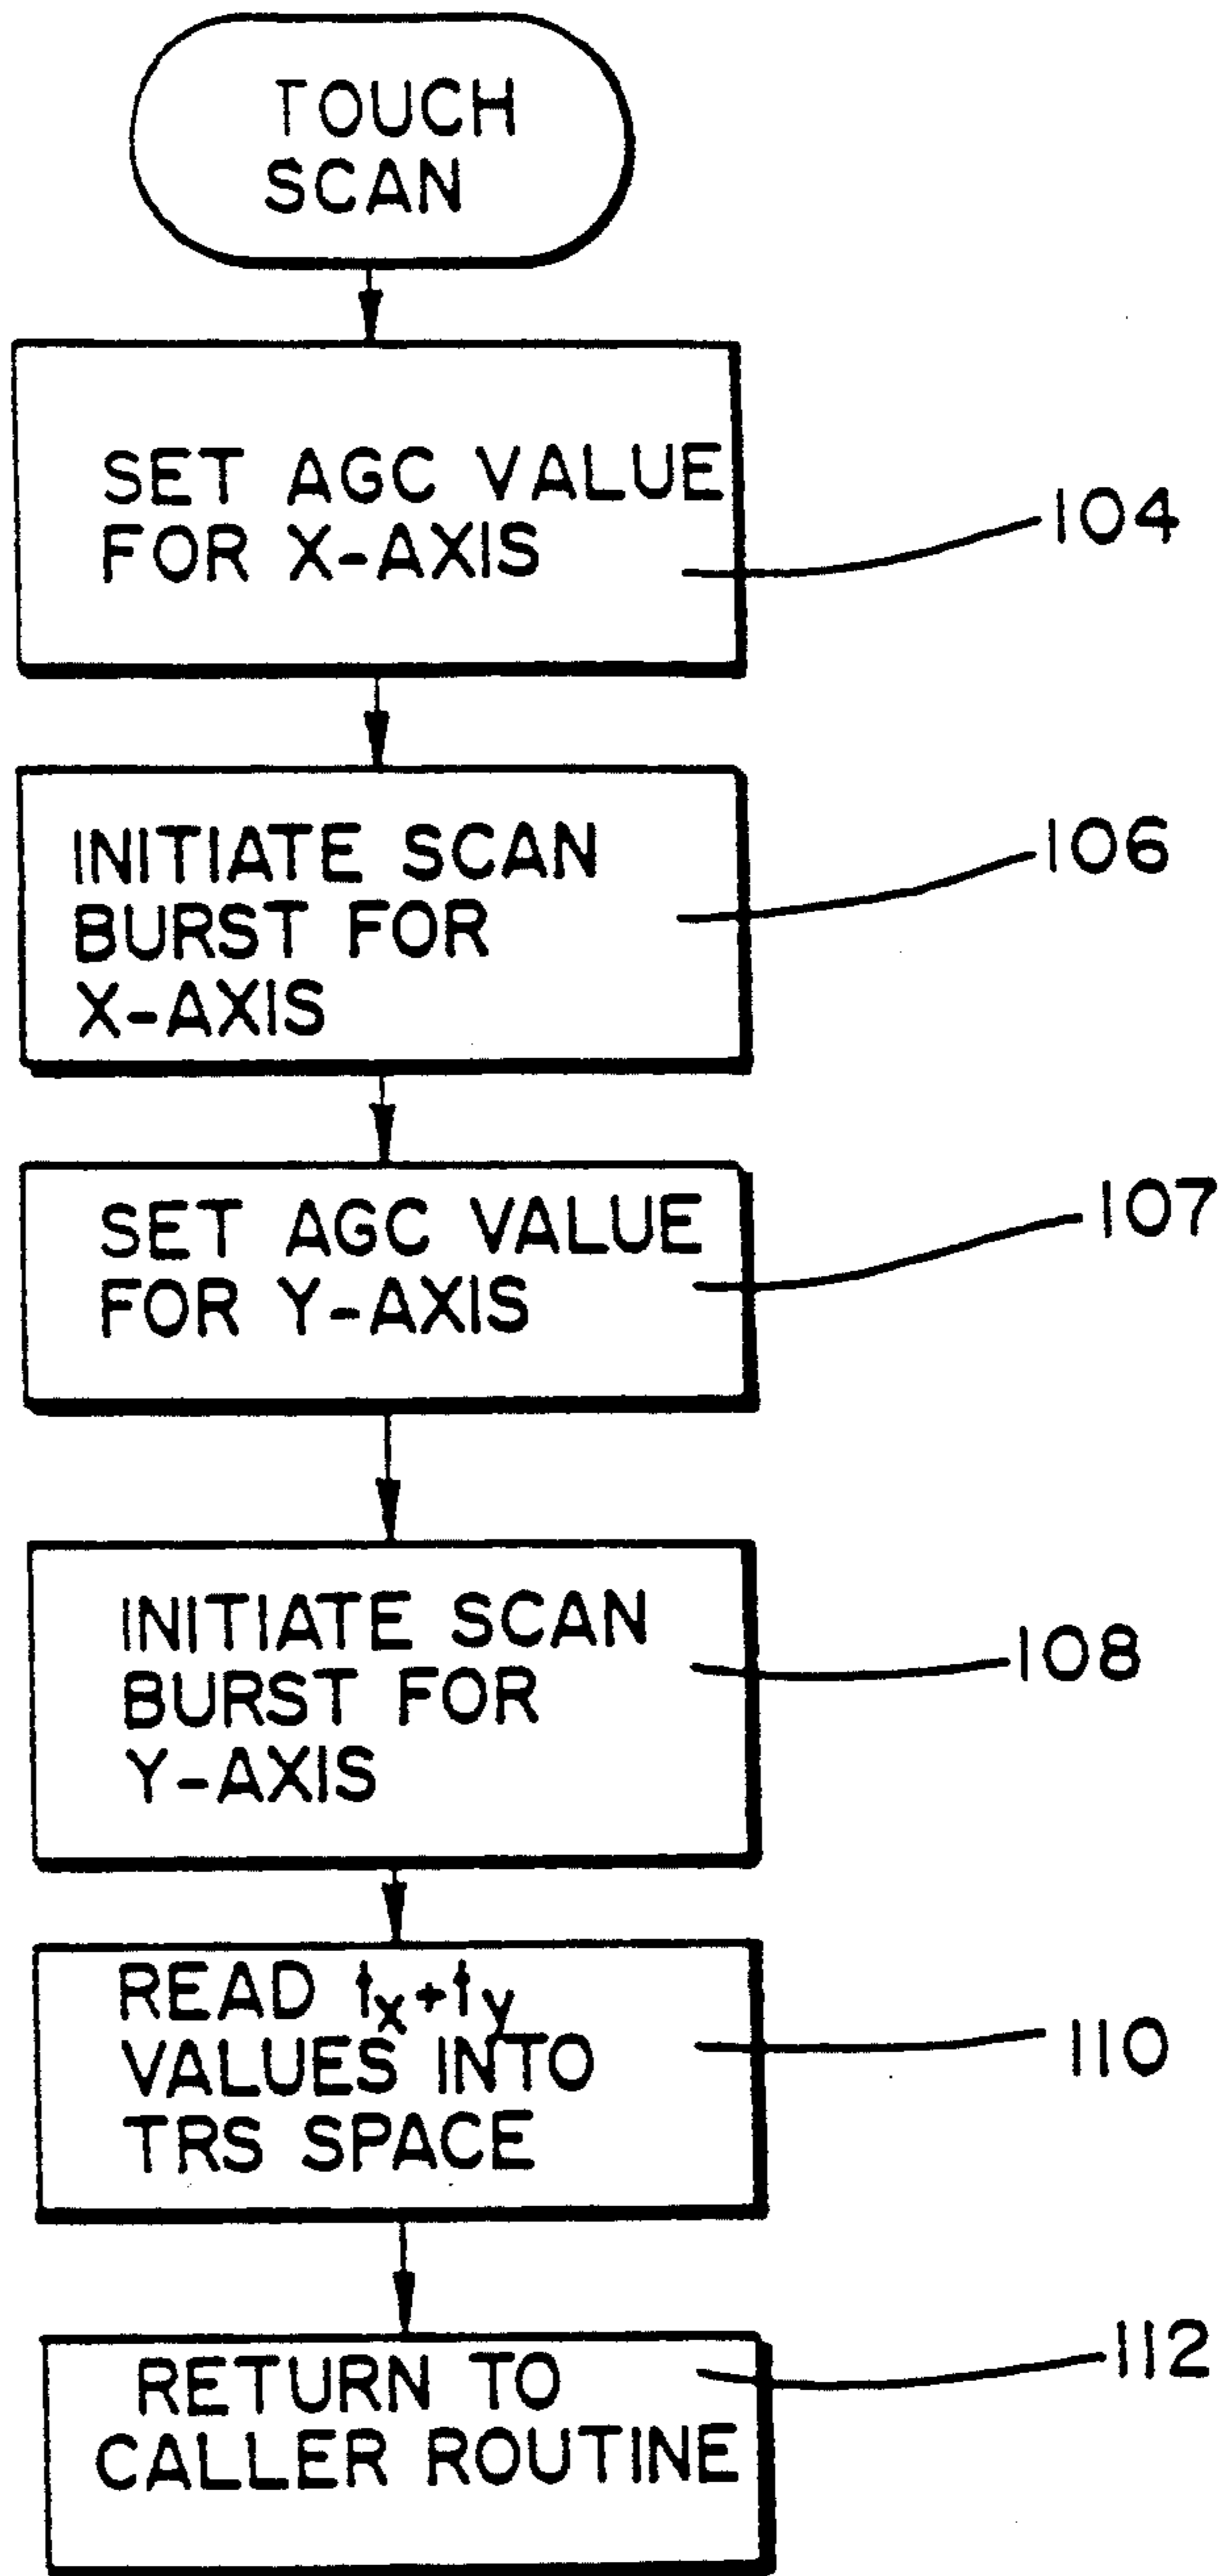 TOUCH
SCAN
SET AGC VALUE
FOR X-AXIS
104
INITIATE SCAN
BURST FOR
X-AXIS
106
SET AGC VALUE
FOR Y-AXIS
107
INITIATE SCAN
BURST FOR
Y-AXIS
108
READ tx+ty
VALUES INTO
TRS SPACE
110
RETURN TO
CALLER ROUTINE
112